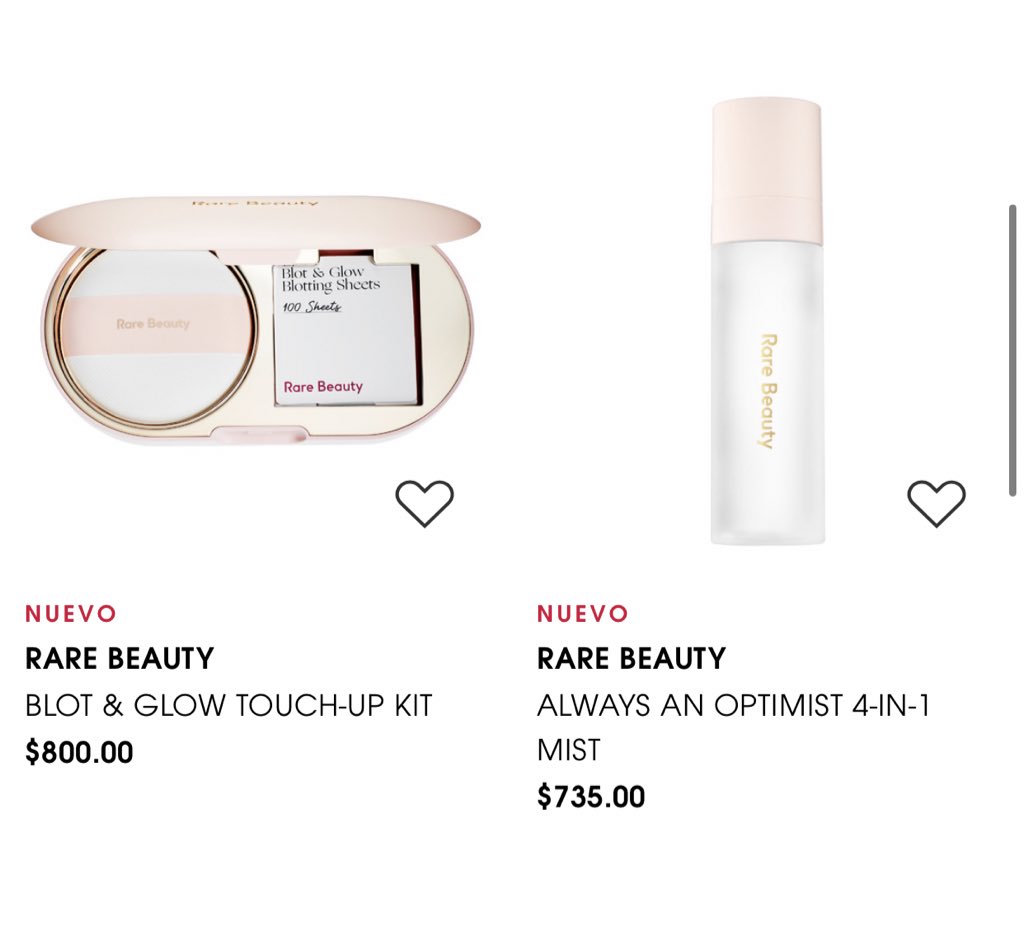 Rare Beauty
Blot & Glow
Blotting Sheets
100 Sheets
Rare Beauty
Rare Beauty
Rare Beauty
NUEVO
RARE BEAUTY
BLOT & GLOW TOUCH-UP KIT
$800.00
NUEVO
RARE BEAUTY
ALWAYS AN OPTIMIST 4-IN-1
MIST
$735.00